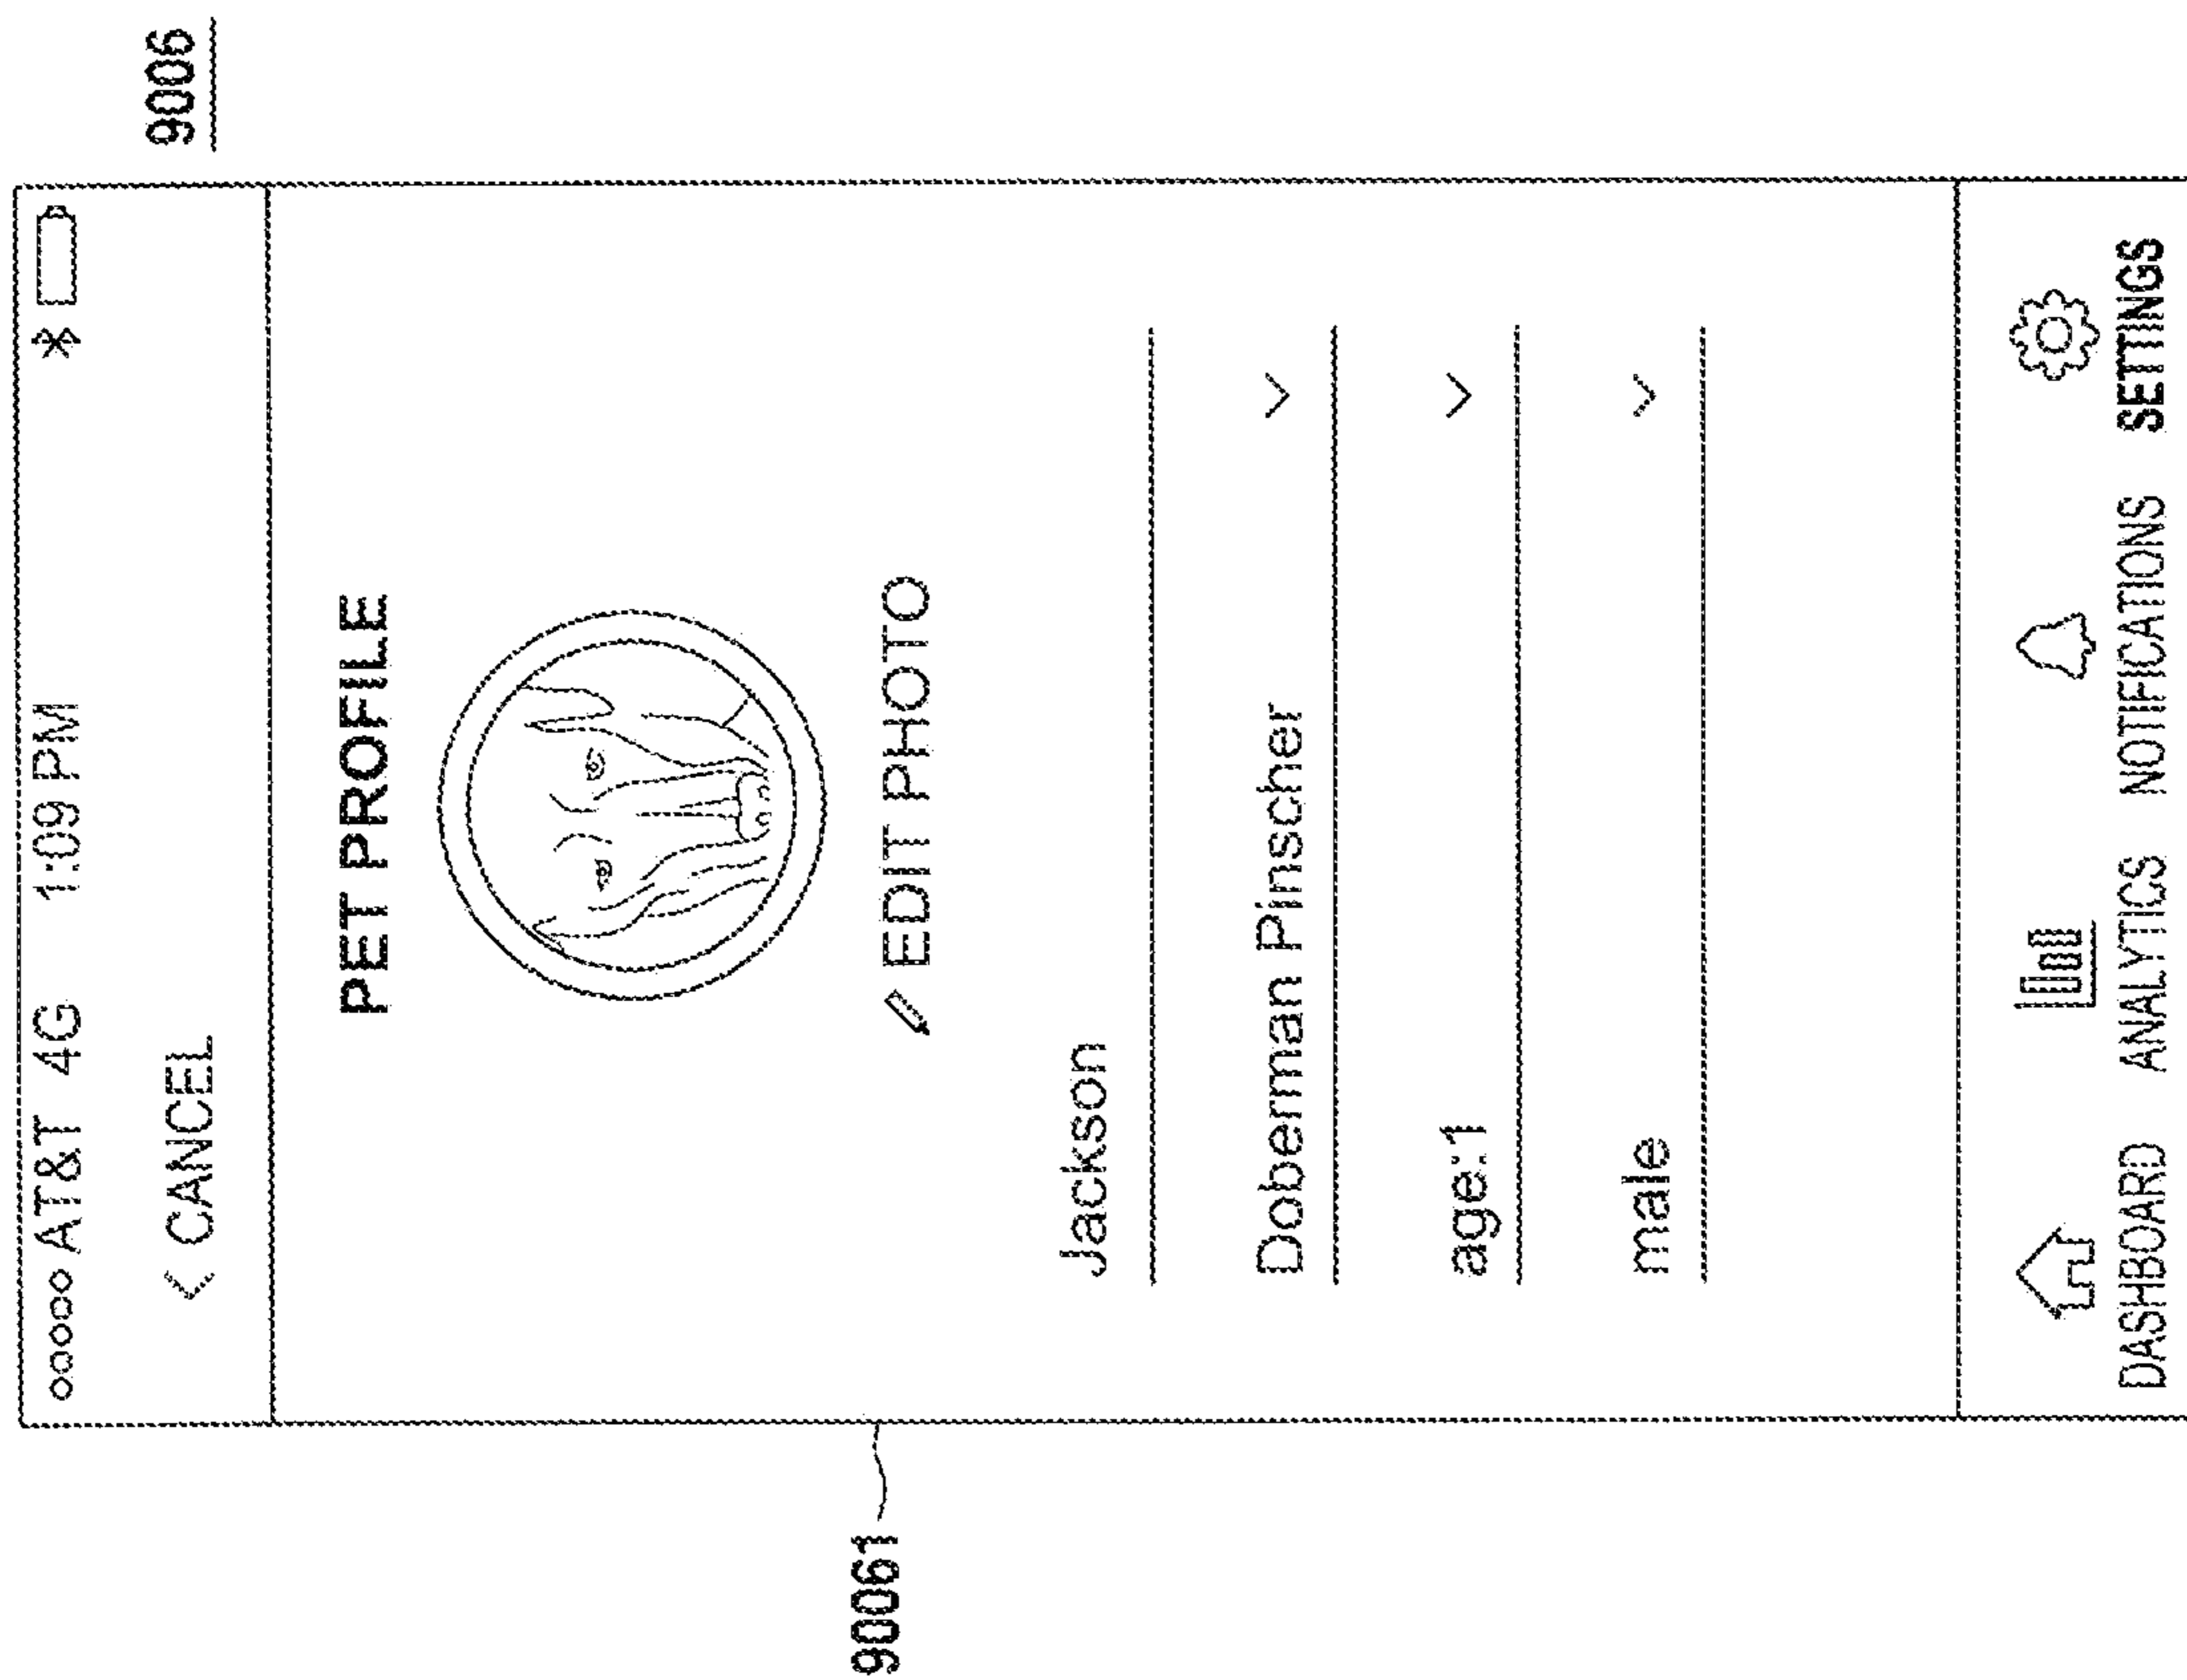 9006
ooooo AT&T 4G 1:09 PM
< CANCEL
PET PROFILE
EDIT PHOTO
90061
Jackson
Doberman Pinscher
age:1
male
DASHBOARD ANALYTICS NOTIFICATIONS SETTINGS